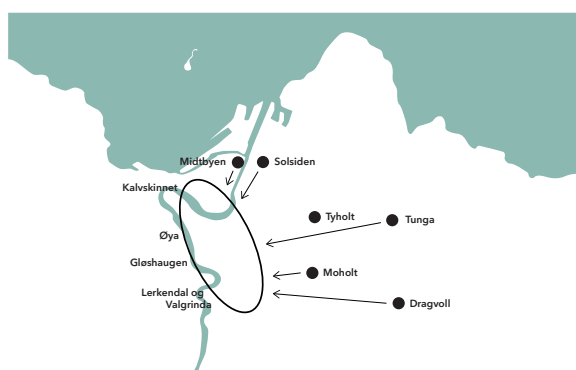 Midtbyen
Solsiden
Kalvskinnet
Tyholt
Tunga
Øya
Gløshaugen
Moholt
Lerkendal og
Valgrinda
Dragvoll